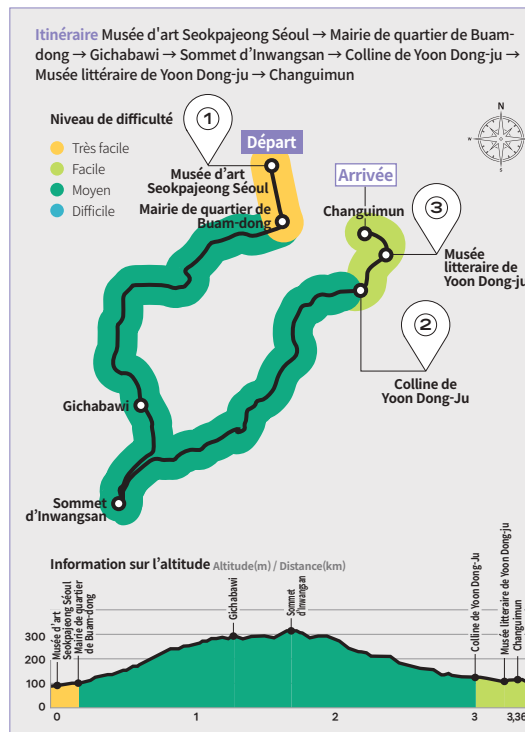 Itinéraire Musée d'art Seokpajeong Séoul → Mairie de quartier de Buam-
dong → Gichabawi → Sommet d'Inwangsan → Colline de Yoon Dong-ju →
Musée littéraire de Yoon Dong-ju → Changuimun
Niveau de difficulté
Très facile
Facile
Moyen
Difficile
1
Départ
Musée d'art
Seokpajeong Séoul
Mairie de quartier de
Buam-dong
Arrivée
Changuimun
N
W
E
S
3
Musée
litteraire de
Yoon Dong-ju
2
Colline de
Yoon Dong-Ju
Gichabawi
Sommet
d'Inwangsan
Information sur l'altitude Altitude(m) / Distance(km)
Musée d'art
Seokpajeong Séoul
Mairie de quartier
de Buam-dong
Gichabawi
Sommet
d'Inwangsan
Colline de Yoon Dong-Ju
Musée litteraire de Yoon Dong-ju
Changuimun
300
200
100
0
0
1
2
3
3,36